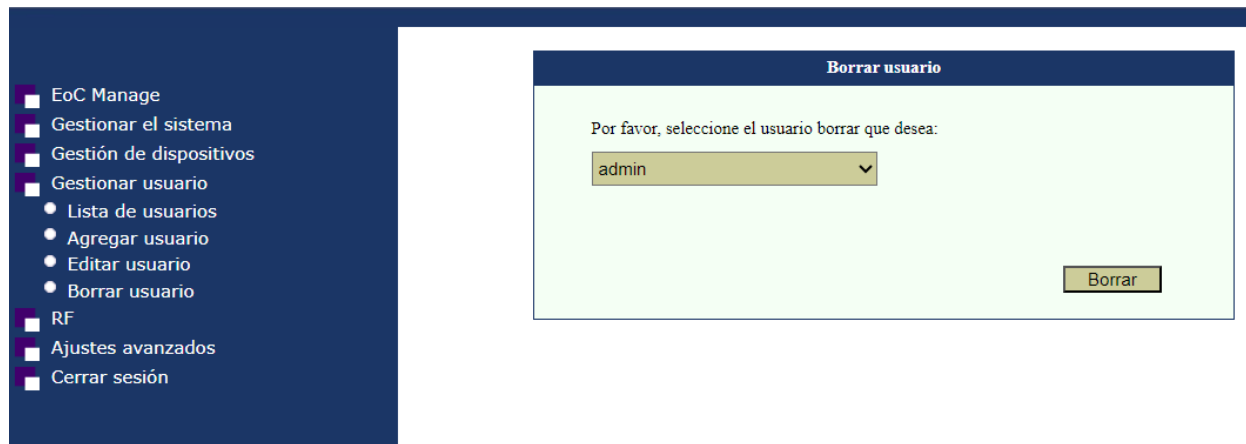 EoC Manage
Gestionar el sistema
Gestión de dispositivos
Gestionar usuario
Lista de usuarios
Agregar usuario
Editar usuario
Borrar usuario
RF
Ajustes avanzados
Cerrar sesión
Borrar usuario
Por favor, seleccione el usuario borrar que desea:
admin
Borrar